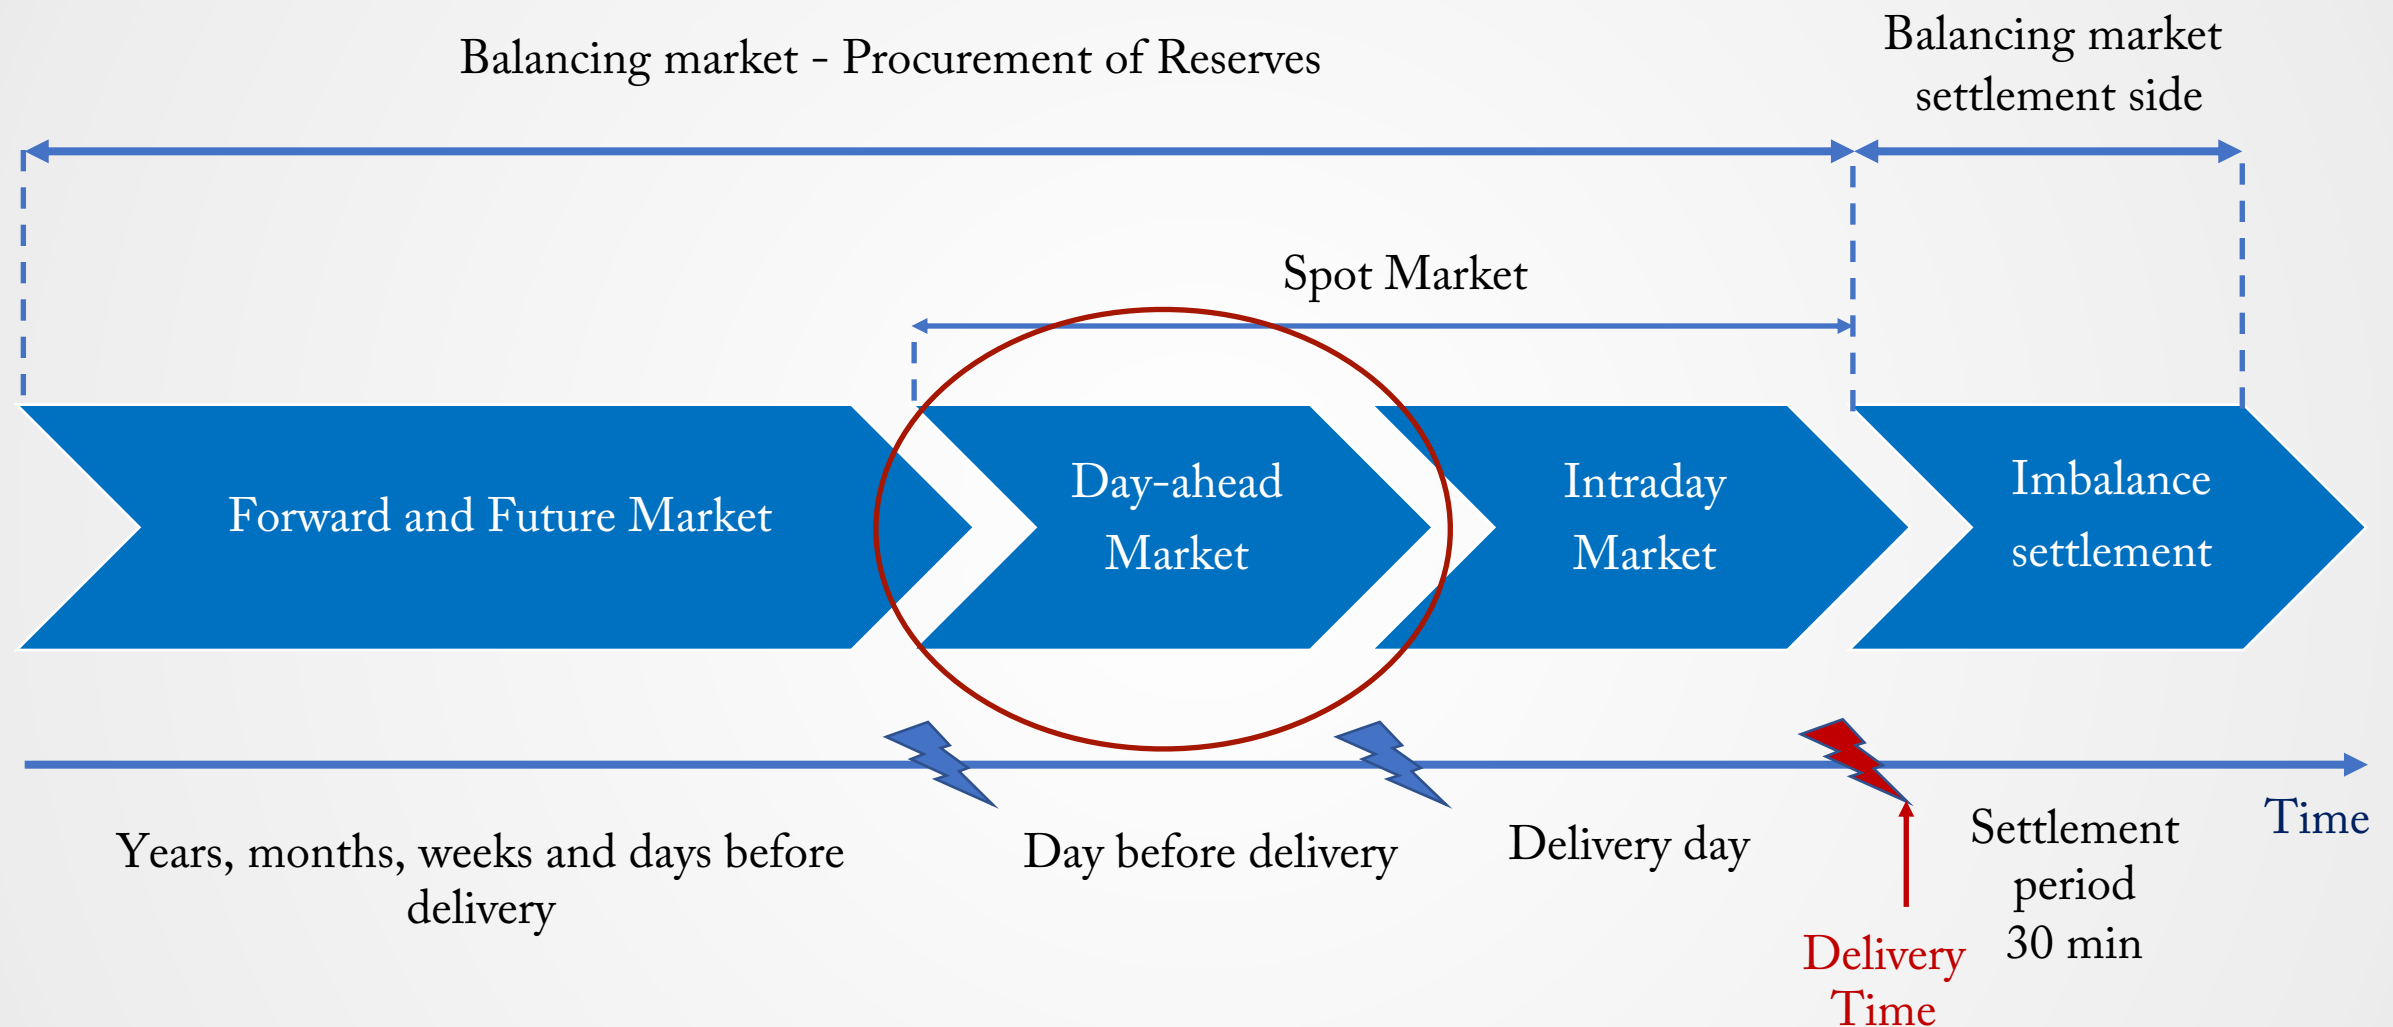 Balancing market - Procurement of Reserves
Balancing market
settlement side
Spot Market
Forward and Future Market
Day-ahead
Market
Intraday
Market
Imbalance
settlement
Years, months, weeks and days before
delivery
Day before delivery
Delivery day
Delivery
Time
Settlement
period
30 min
Time